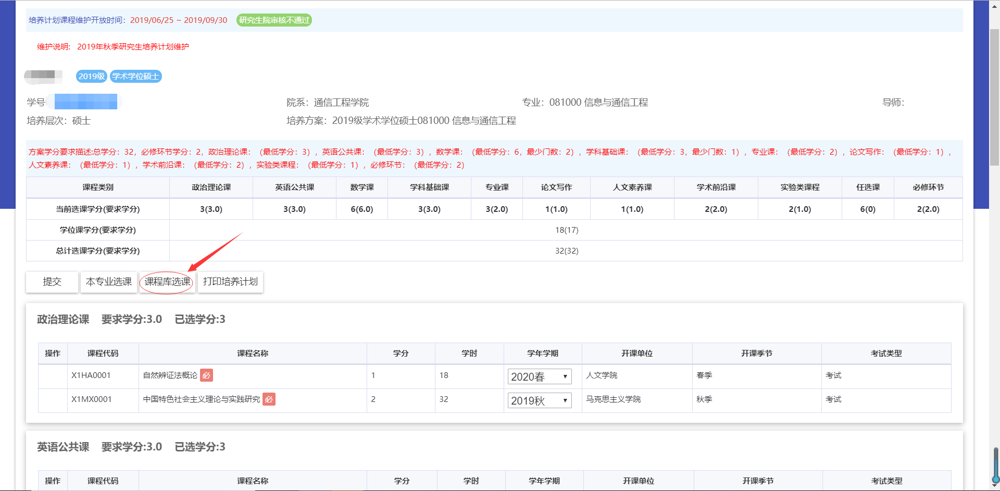 培养计划课程维护开放时间：2019/06/25 ~ 2019/09/30 研究生院审核不通过
维护说明: 2019年秋季研究生培养计划维护
2019级 学术学位硕士
学号 院系：通信工程学院 专业：081000 信息与通信工程 导师：
培养层次：硕士 培养方案：2019级学术学位硕士081000 信息与通信工程
方案学分要求描述:总学分：32，必修环节学分：2，政治理论课：（最低学分：3），英语公共课：（最低学分：3），数学课：（最低学分：6，最少门数：2），学科基础课：（最低学分：3，最少门数：1），专业课：（最低学分：2），论文写作：（最低学分：1），
人文素养课：（最低学分：1），学术前沿课：（最低学分：2），实验类课程：（最低学分：1），必修环节：（最低学分：2）
课程类别 政治理论课 英语公共课 数学课 学科基础课 专业课 论文写作 人文素养课 学术前沿课 实验类课程 任选课 必修环节
当前选课学分(要求学分) 3(3.0) 3(3.0) 6(6.0) 3(3.0) 3(2.0) 1(1.0) 1(1.0) 2(2.0) 2(1.0) 6(0) 2(2.0)
学位课学分(要求学分) 18(17)
总计选课学分(要求学分) 32(32)
提交 本专业选课 课程库选课 打印培养计划
政治理论课 要求学分:3.0 已选学分:3
操作 课程代码 课程名称 学分 学时 学年学期 开课单位 开课季节 考试类型
X1HA0001 自然辨证法概论 必 1 18 2020春 人文学院 春季 考试
X1MX0001 中国特色社会主义理论与实践研究 必 2 32 2019秋 马克思主义学院 秋季 考试
英语公共课 要求学分:3.0 已选学分:3
操作 课程代码 课程名称 学分 学时 学年学期 开课单位 开课季节 考试类型